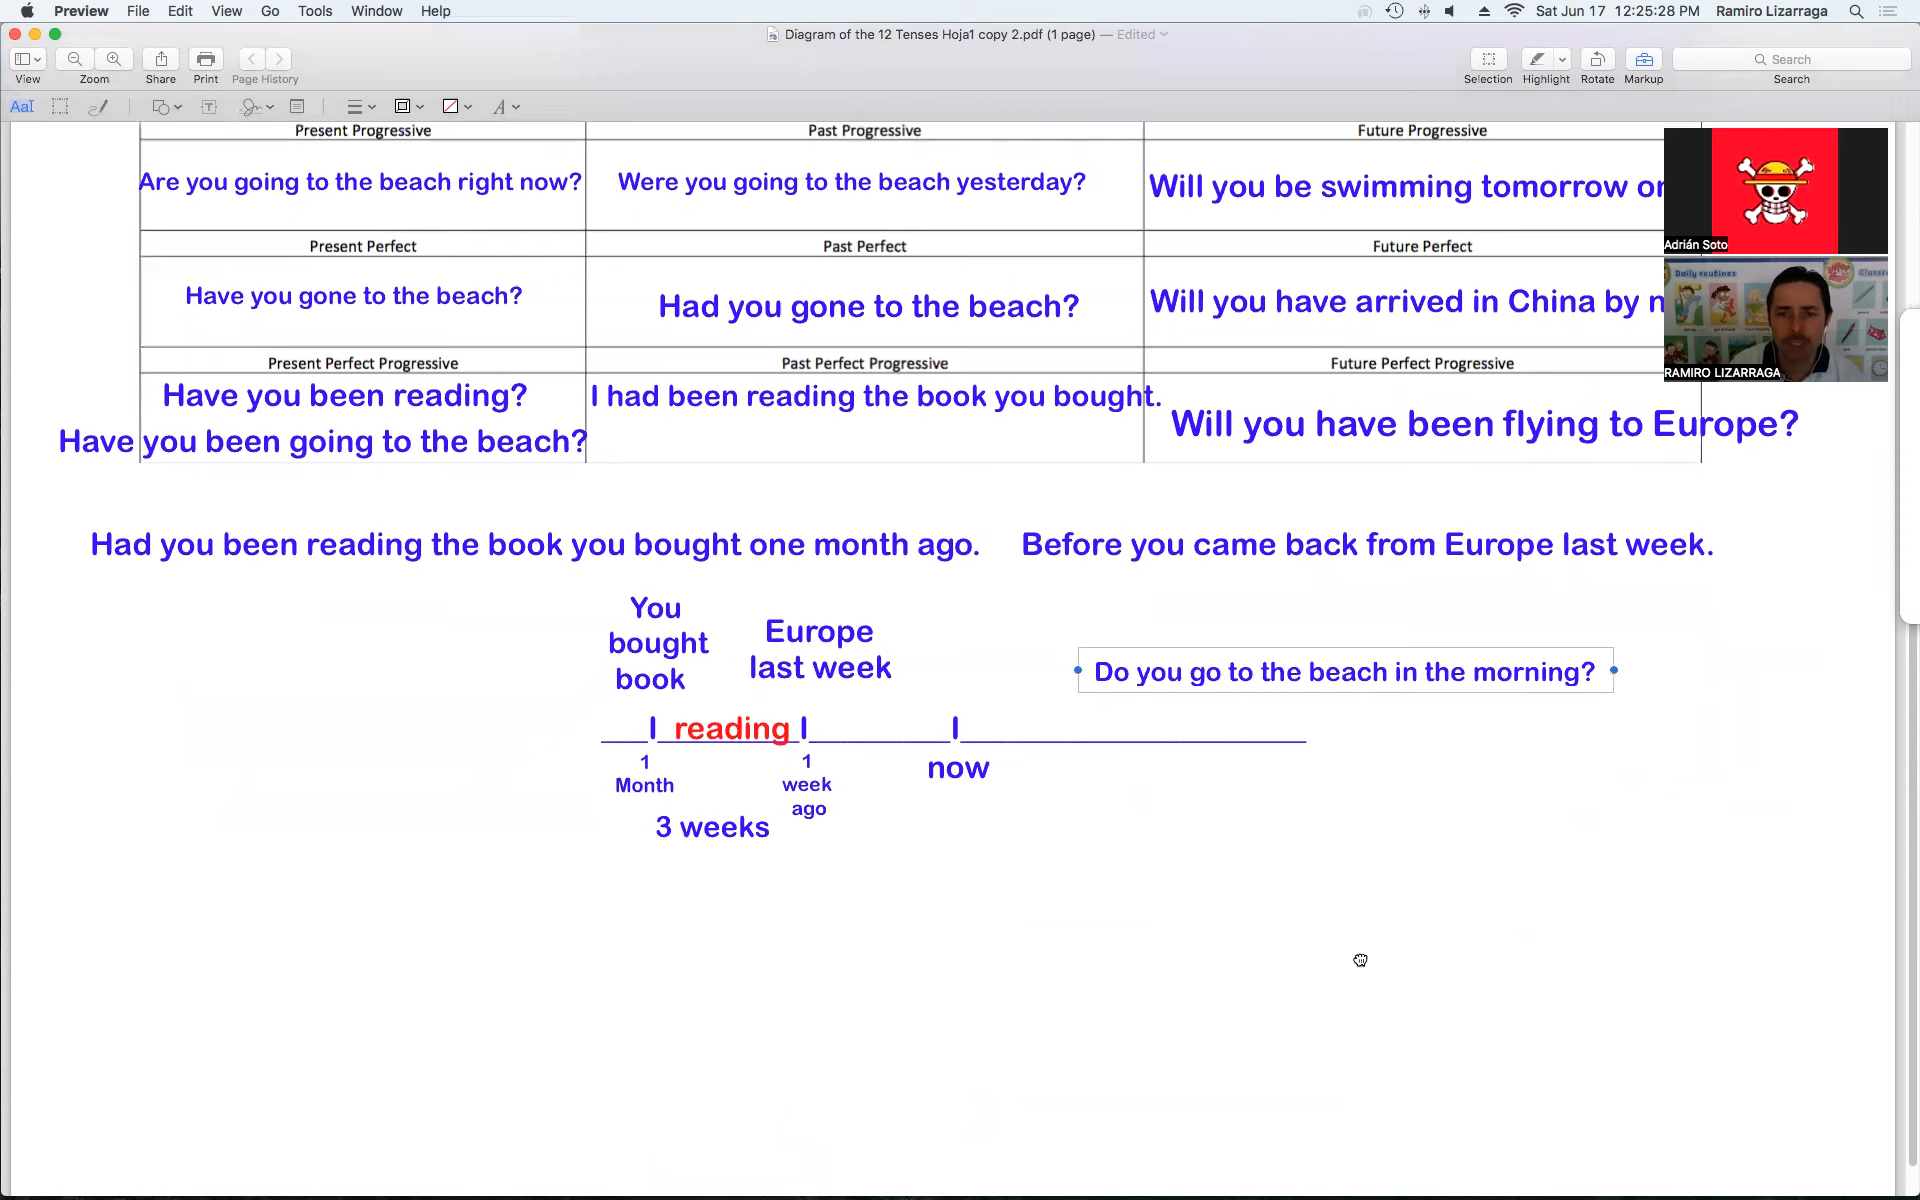 Preview File Edit View Go Tools Window Help Sat Jun 17 12:25:28 PM Ramiro Lizarraga
Diagram of the 12 Tenses Hoja1 copy 2.pdf (1 page) — Edited
View Zoom Share Print Page History Selection Highlight Rotate Markup Search
Search
AaI
Present Progressive Past Progressive Future Progressive
Are you going to the beach right now? Were you going to the beach yesterday? Will you be swimming tomorrow or
Adrián Soto
Present Perfect Past Perfect Future Perfect
Have you gone to the beach? Had you gone to the beach? Will you have arrived in China by
Daily routines
RAMIRO LIZARRAGA
Present Perfect Progressive Past Perfect Progressive Future Perfect Progressive
Have you been reading? I had been reading the book you bought.
Have you been going to the beach? Will you have been flying to Europe?
Had you been reading the book you bought one month ago. Before you came back from Europe last week.
You
bought
book
Europe
last week
Do you go to the beach in the morning?
___I_reading_I_________I______________________
1
Month
1
week
ago
now
3 weeks